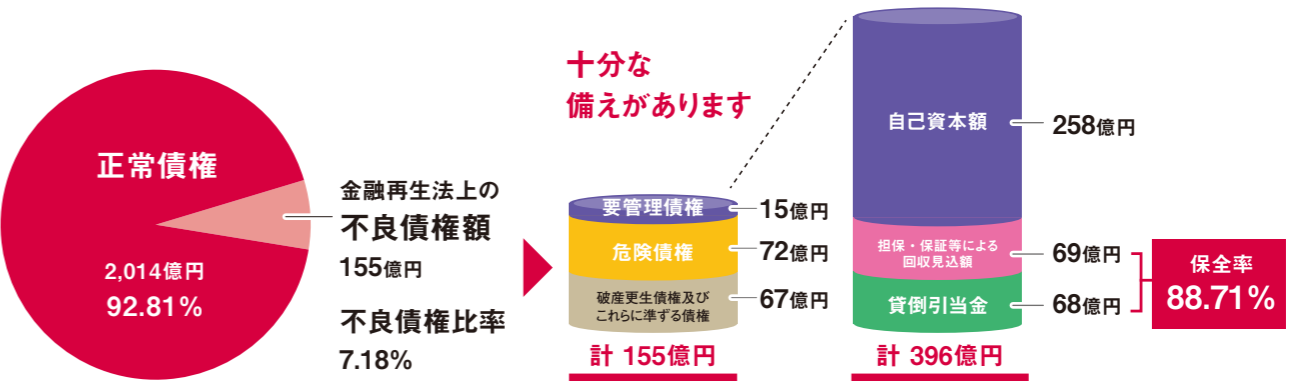 正常債権
2,014億円
92.81%
金融再生法上の
不良債権額
155億円
不良債権比率
7.18%
十分な
備えがあります
要管理債権
15億円
危険債権
72億円
破産更生債権及び
これらに準ずる債権
67億円
計 155億円
自己資本額
258億円
担保・保証等による
回収見込額
69億円
貸倒引当金
68億円
計 396億円
保全率
88.71%